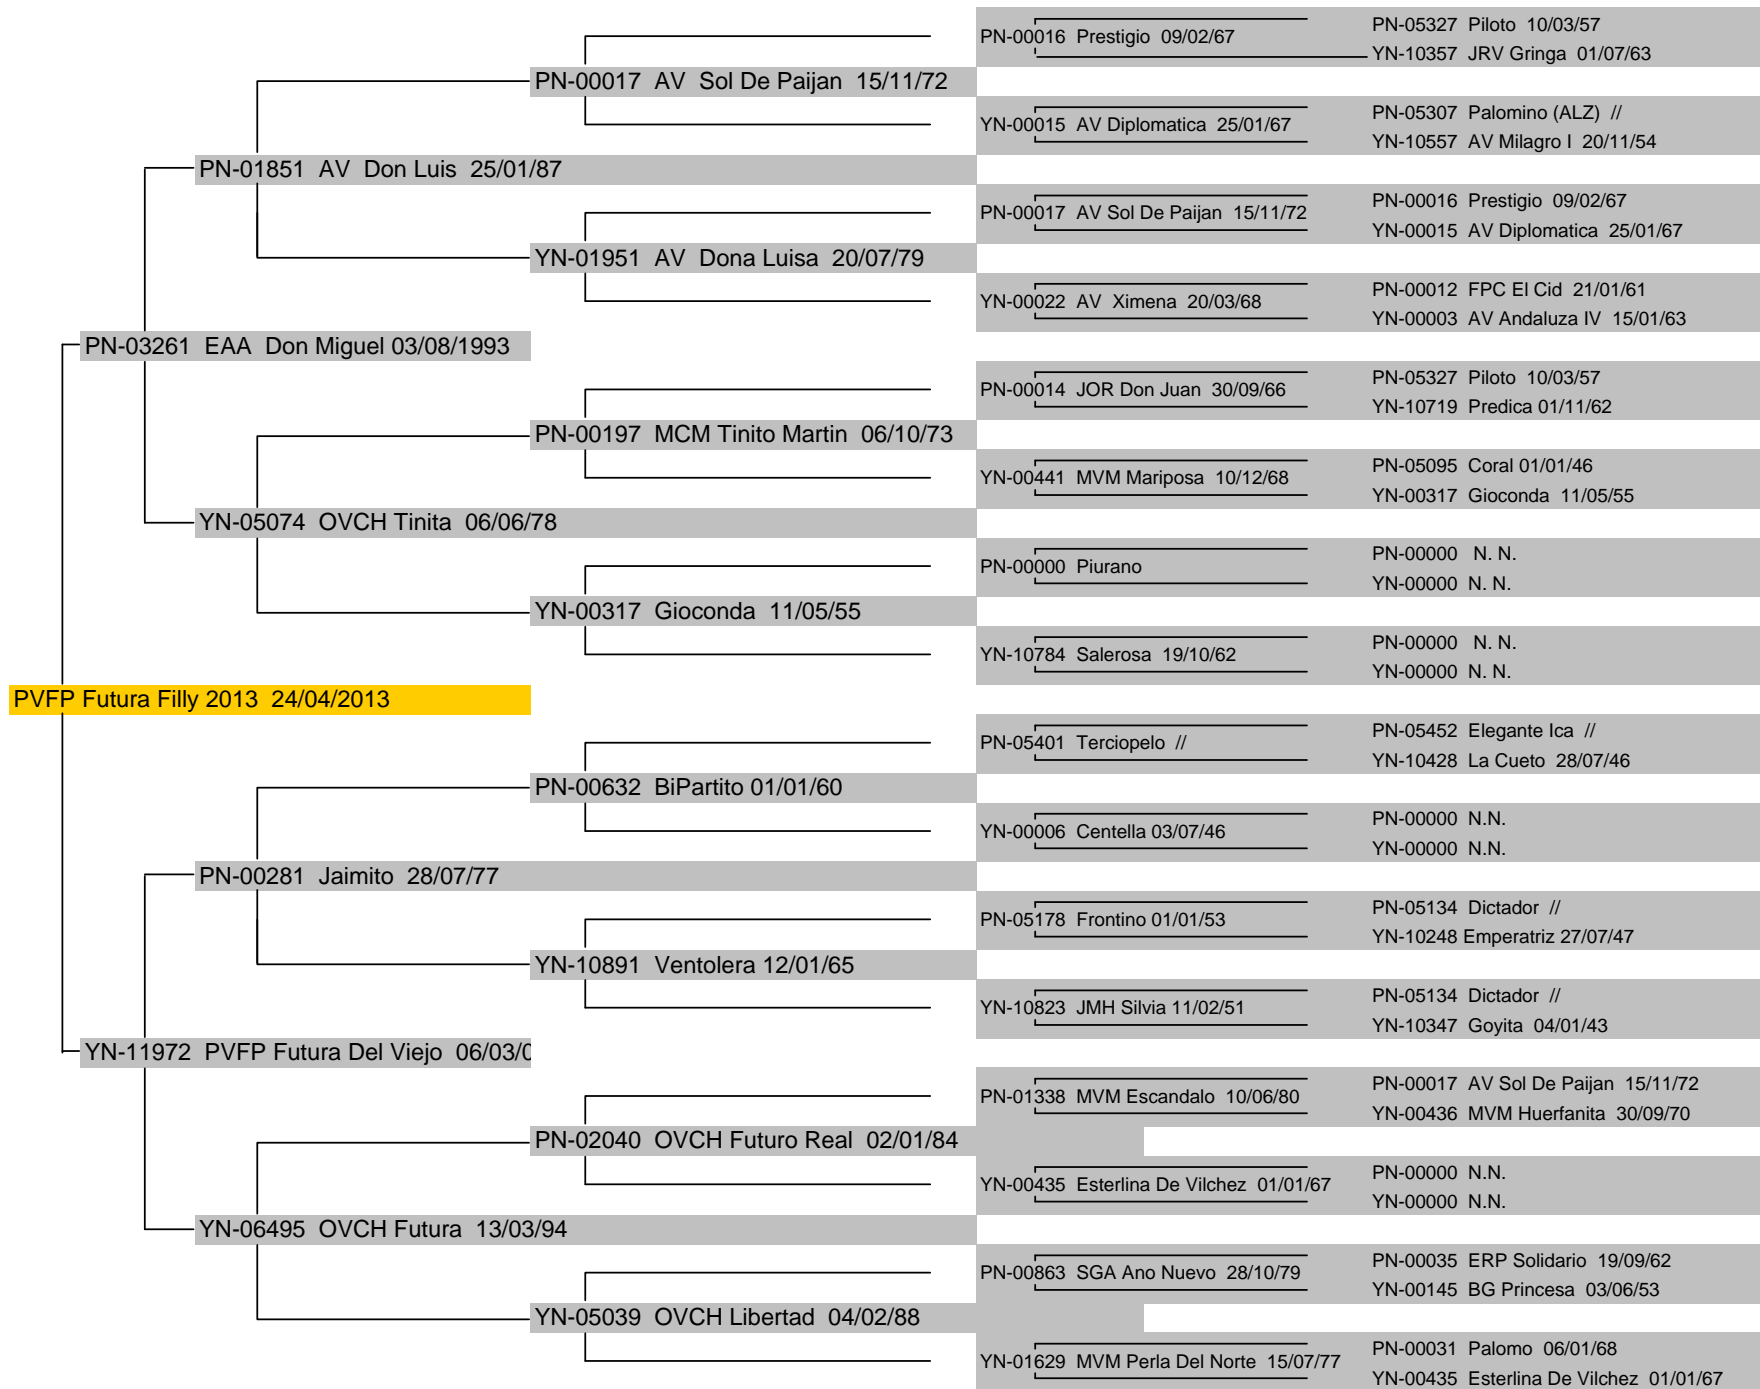 PN-00016 Prestigio 09/02/67
PN-05327 Piloto 10/03/57
YN-10357 JRV Gringa 01/07/63
PN-00017 AV Sol De Paijan 15/11/72
YN-00015 AV Diplomatica 25/01/67
PN-05307 Palomino (ALZ) //
YN-10557 AV Milagro I 20/11/54
PN-01851 AV Don Luis 25/01/87
PN-00017 AV Sol De Paijan 15/11/72
PN-00016 Prestigio 09/02/67
YN-00015 AV Diplomatica 25/01/67
YN-01951 AV Dona Luisa 20/07/79
YN-00022 AV Ximena 20/03/68
PN-00012 FPC El Cid 21/01/61
YN-00003 AV Andaluza IV 15/01/63
PN-03261 EAA Don Miguel 03/08/1993
PN-00014 JOR Don Juan 30/09/66
PN-05327 Piloto 10/03/57
YN-10719 Predica 01/11/62
PN-00197 MCM Tinito Martin 06/10/73
YN-00441 MVM Mariposa 10/12/68
PN-05095 Coral 01/01/46
YN-00317 Gioconda 11/05/55
YN-05074 OVCH Tinita 06/06/78
PN-00000 Piurano
PN-00000 N. N.
YN-00000 N. N.
YN-00317 Gioconda 11/05/55
YN-10784 Salerosa 19/10/62
PN-00000 N. N.
YN-00000 N. N.
PVFP Futura Filly 2013 24/04/2013
PN-05401 Terciopelo //
PN-05452 Elegante Ica //
YN-10428 La Cueto 28/07/46
PN-00632 BiPartito 01/01/60
YN-00006 Centella 03/07/46
PN-00000 N.N.
YN-00000 N.N.
PN-00281 Jaimito 28/07/77
PN-05178 Frontino 01/01/53
PN-05134 Dictador //
YN-10248 Emperatriz 27/07/47
YN-10891 Ventolera 12/01/65
YN-10823 JMH Silvia 11/02/51
PN-05134 Dictador //
YN-10347 Goyita 04/01/43
YN-11972 PVFP Futura Del Viejo 06/03/0
PN-01338 MVM Escandalo 10/06/80
PN-00017 AV Sol De Paijan 15/11/72
YN-00436 MVM Huerfanita 30/09/70
PN-02040 OVCH Futuro Real 02/01/84
YN-00435 Esterlina De Vilchez 01/01/67
PN-00000 N.N.
YN-00000 N.N.
YN-06495 OVCH Futura 13/03/94
PN-00863 SGA Ano Nuevo 28/10/79
PN-00035 ERP Solidario 19/09/62
YN-00145 BG Princesa 03/06/53
YN-05039 OVCH Libertad 04/02/88
YN-01629 MVM Perla Del Norte 15/07/77
PN-00031 Palomo 06/01/68
YN-00435 Esterlina De Vilchez 01/01/67